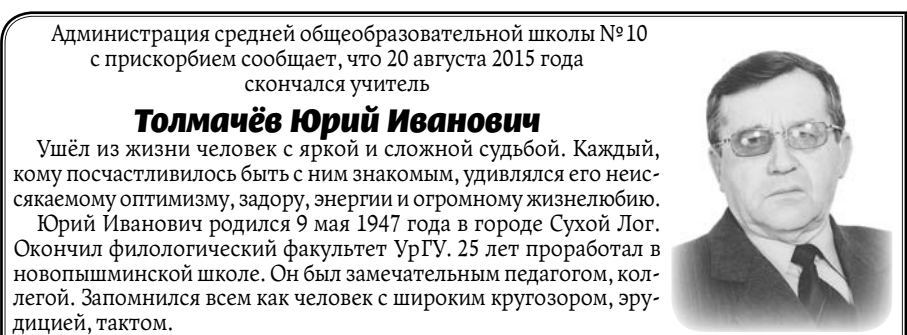 Администрация средней общеобразовательной школы №10
с прискорбием сообщает, что 20 августа 2015 года
скончался учитель
Толмачёв Юрий Иванович
Ушёл из жизни человек с яркой и сложной судьбой. Каждый,
кому посчастливилось быть с ним знакомым, удивлялся его неис-
сякаемому оптимизму, задору, энергии и огромному жизнелюбию.
Юрий Иванович родился 9 мая 1947 года в городе Сухой Лог.
Окончил филологический факультет УрГУ. 25 лет проработал в
новопышминской школе. Он был замечательным педагогом, кол-
легой. Запомнился всем как человек с широким кругозором, эру-
дицией, тактом.